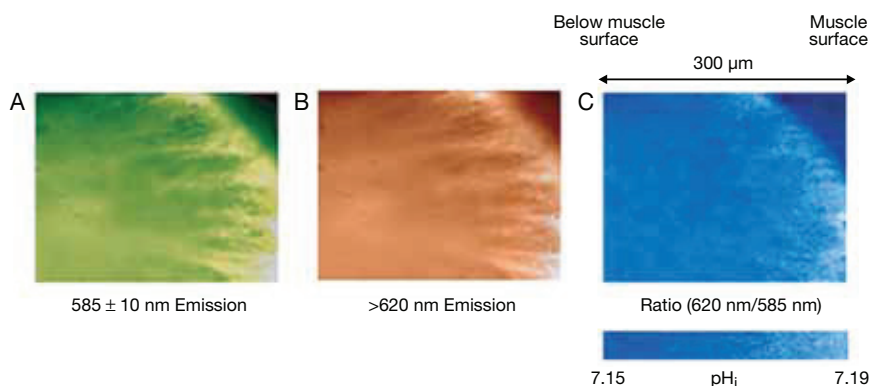 Below muscle
surface
Muscle
surface
300 µm
A
B
C
585 ± 10 nm Emission
>620 nm Emission
Ratio (620 nm/585 nm)
7.15
pHi
7.19